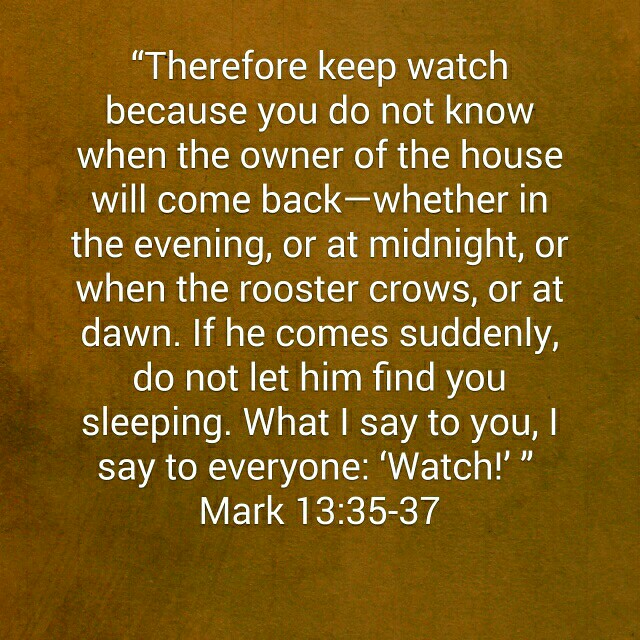 “Therefore keep watch
because you do not know
when the owner of the house
will come back—whether in
the evening, or at midnight, or
when the rooster crows, or at
dawn. If he comes suddenly,
do not let him find you
sleeping. What I say to you, I
say to everyone: ‘Watch!’ ”
Mark 13:35-37